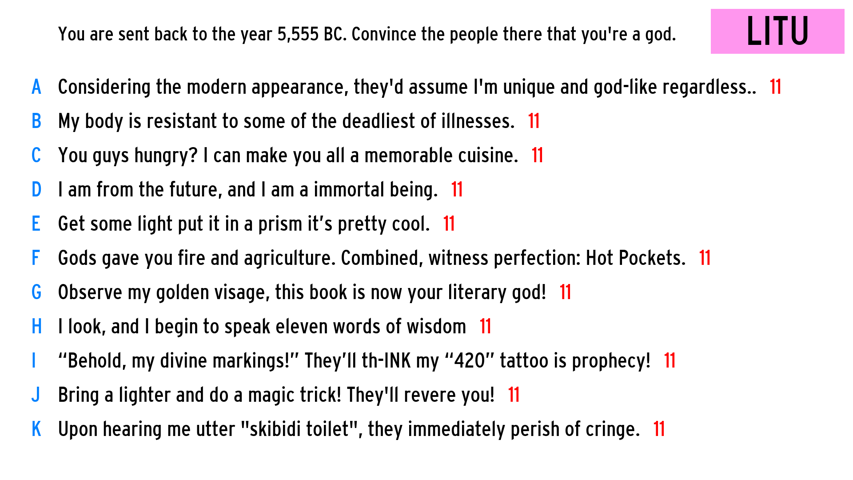 You are sent back to the year 5,555 BC. Convince the people there that you're a god.
LITU
A Considering the modern appearance, they'd assume I'm unique and god-like regardless.. 11
B My body is resistant to some of the deadliest of illnesses. 11
C You guys hungry? I can make you all a memorable cuisine. 11
D I am from the future, and I am a immortal being. 11
E Get some light put it in a prism it’s pretty cool. 11
F Gods gave you fire and agriculture. Combined, witness perfection: Hot Pockets. 11
G Observe my golden visage, this book is now your literary god! 11
H I look, and I begin to speak eleven words of wisdom 11
I “Behold, my divine markings!” They’ll th-INK my “420” tattoo is prophecy! 11
J Bring a lighter and do a magic trick! They'll revere you! 11
K Upon hearing me utter "skibidi toilet", they immediately perish of cringe. 11